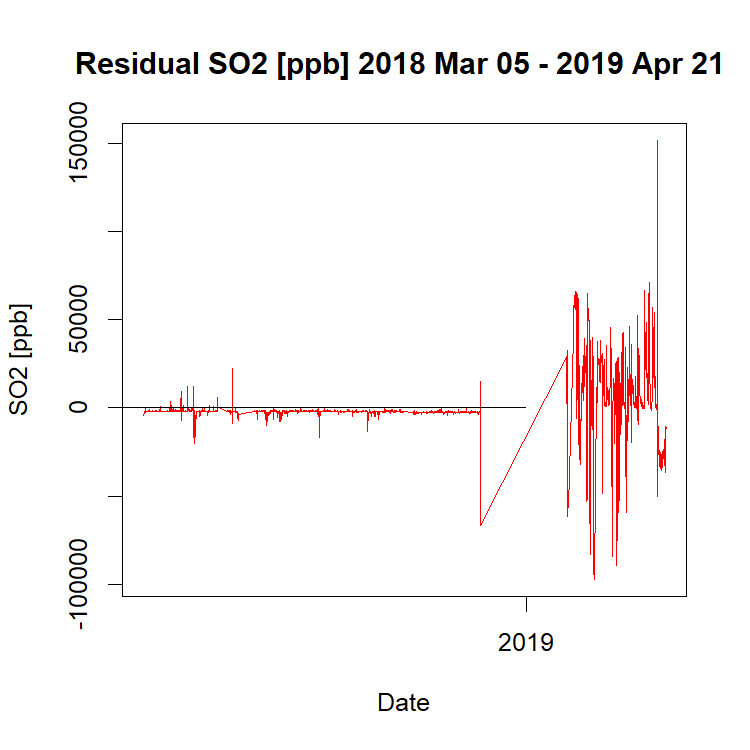 Residual SO2 [ppb] 2018 Mar 05 - 2019 Apr 21
150000
50000
0
-100000
SO2 [ppb]
2019
Date